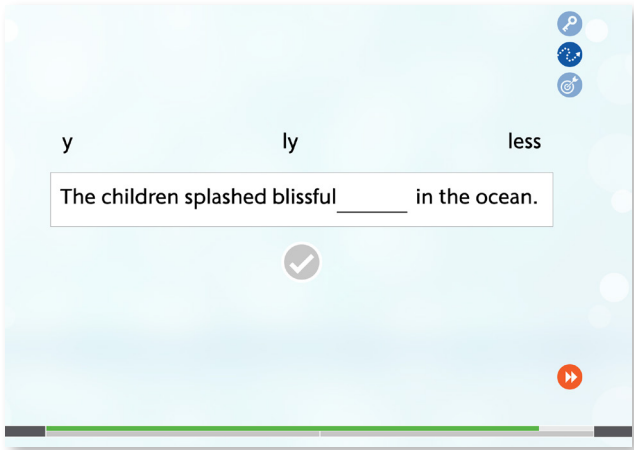 y ly less
The children splashed blissful_______ in the ocean.